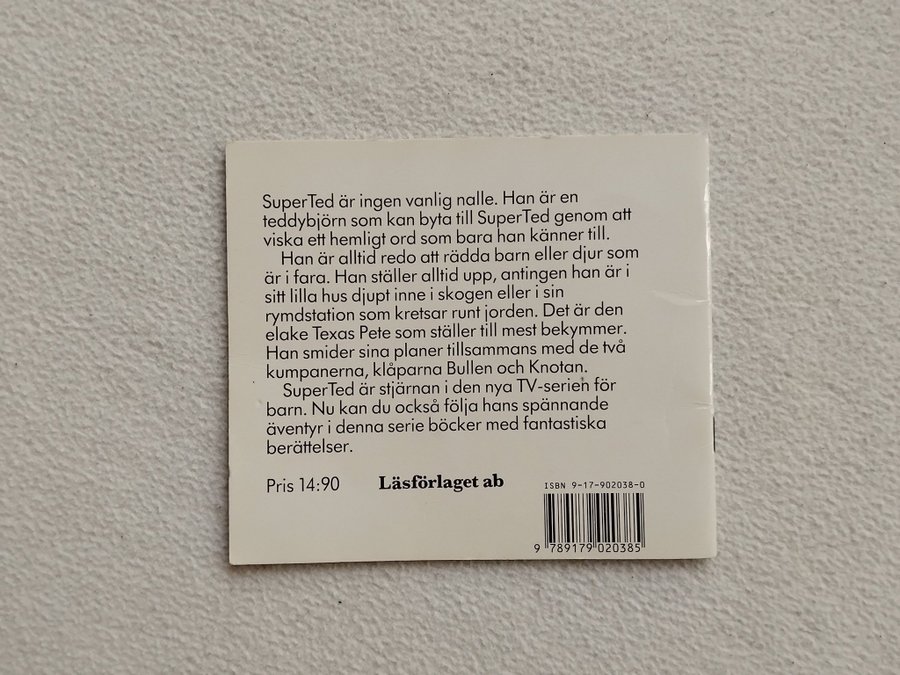 SuperTed är ingen vanlig nalle. Han är en
teddybjörn som kan byta till SuperTed genom att
viska ett hemligt ord som bara han känner till.
Han är alltid redo att rädda barn eller djur som
är i fara. Han ställer alltid upp, antingen han är i
sitt lilla hus djupt inne i skogen eller i sin
rymdstation som kretsar runt jorden. Det är den
elake Texas Pete som ställer till mest bekymmer.
Han smider sina planer tillsammans med de två
kumpanerna, klåparna Bullen och Knotan.
SuperTed är stjärnan i den nya TV-serien för
barn. Nu kan du också följa hans spännande
äventyr i denna serie böcker med fantastiska
berättelser.
Pris 14:90 Läsförlaget ab
ISBN 9-17-902038-0
9 789179 020385